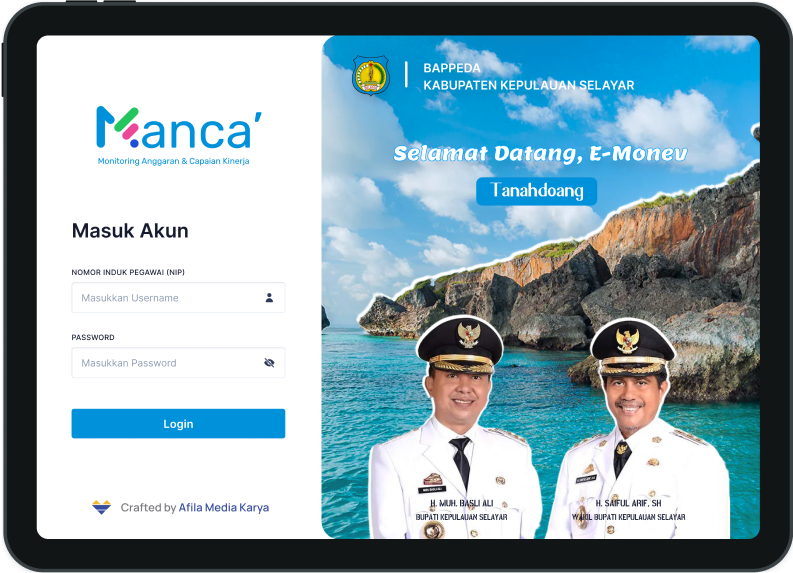 Manca'
Monitoring Anggaran & Capaian Kinerja
Masuk Akun
NOMOR INDUK PEGAWAI (NIP)
Masukkan Username
PASSWORD
Masukkan Password
Login
Crafted by Afila Media Karya
BAPPEDA
KABUPATEN KEPULAUAN SELAYAR
Selamat Datang, E-Monev
Tanahdoang
H. MUH. BASLI ALI
BUPATI KEPULAUAN SELAYAR
H. SAIFUL ARIF, SH
WAKIL BUPATI KEPULAUAN SELAYAR